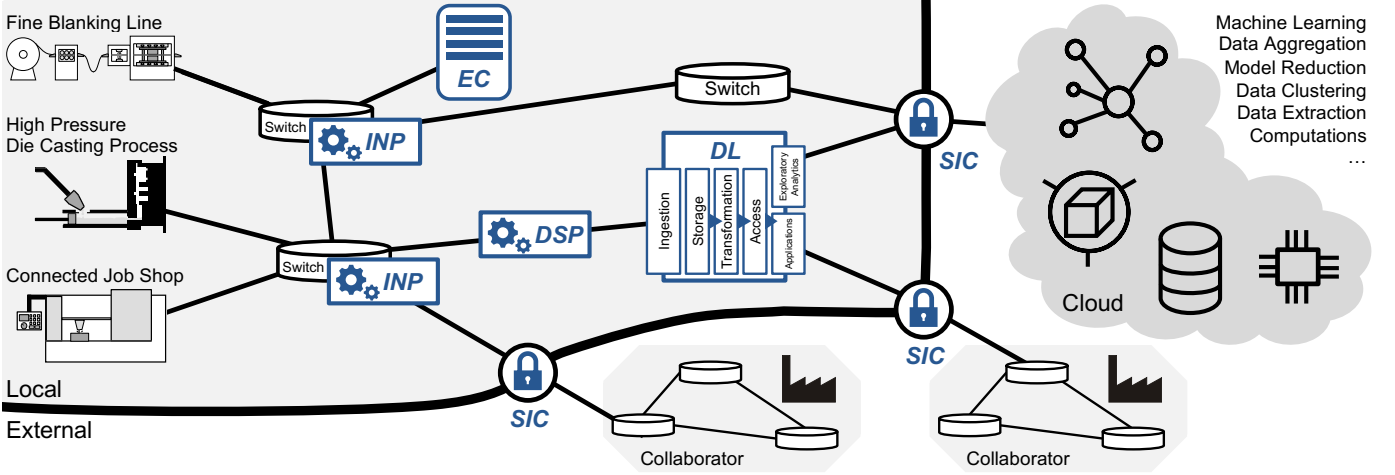 Fine Blanking Line
EC
Switch
INP
High Pressure
Die Casting Process
Switch
INP
Connected Job Shop
DSP
Switch
DL
Ingestion
Storage
Transformation
Access
Exploratory
Analytics
Applications
SIC
SIC
SIC
Local
External
Collaborator
Collaborator
Machine Learning
Data Aggregation
Model Reduction
Data Clustering
Data Extraction
Computations
...
Cloud